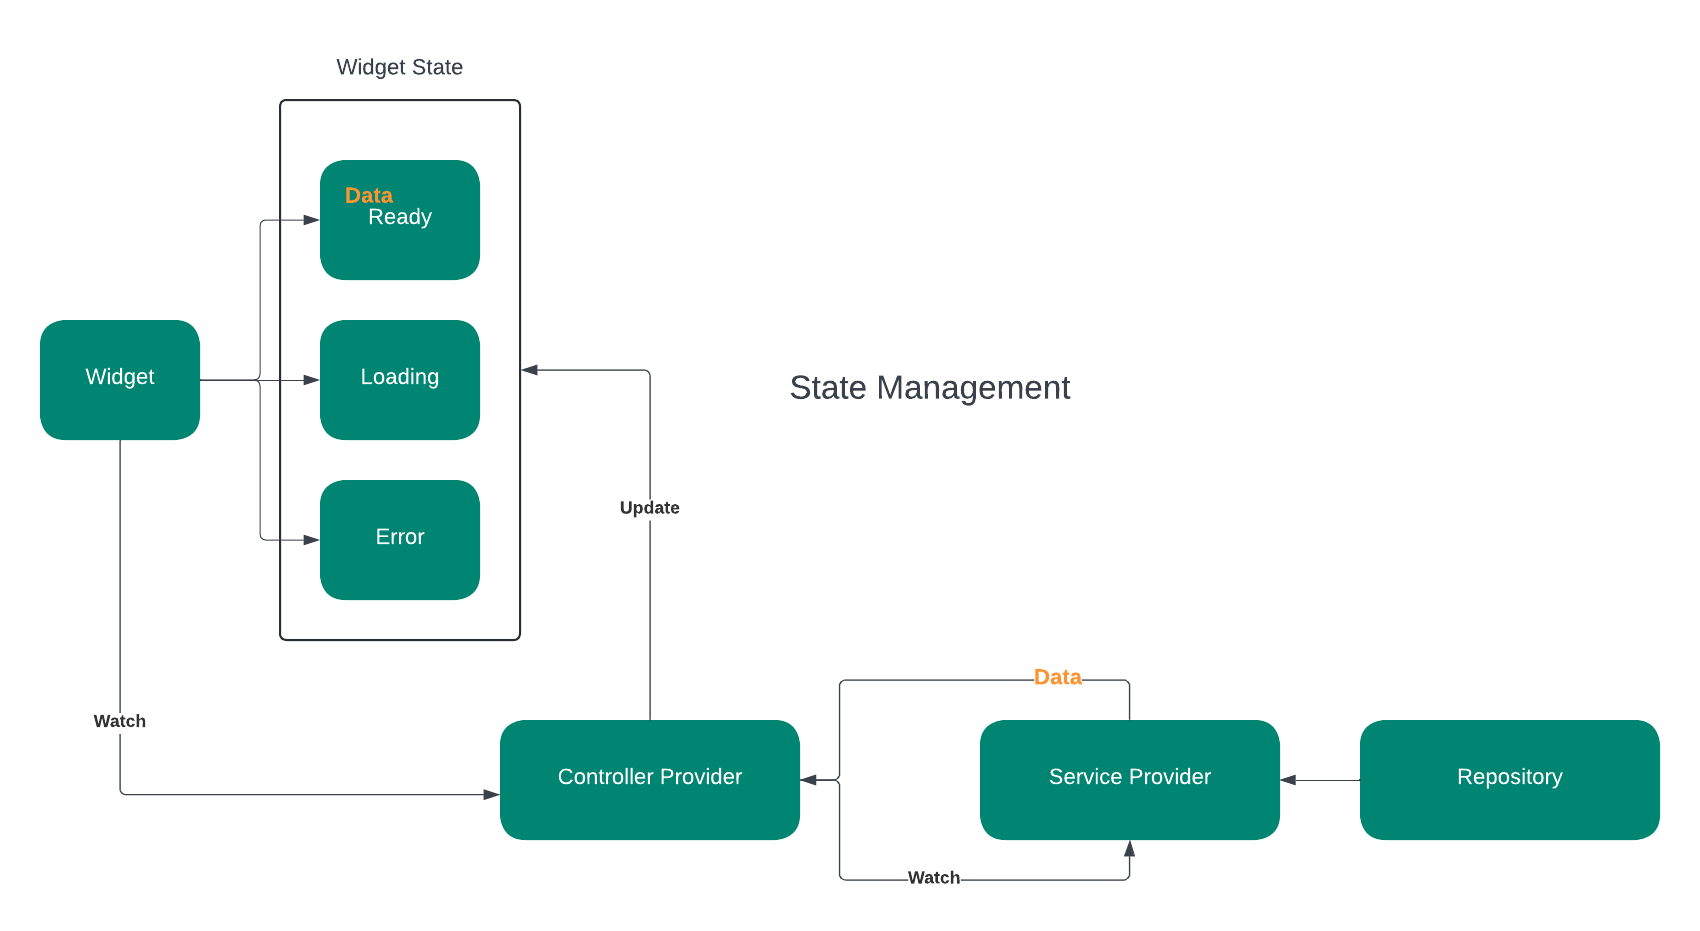 Widget State
Data
Ready
Widget
Loading
State Management
Update
Error
Data
Watch
Controller Provider
Service Provider
Repository
Watch